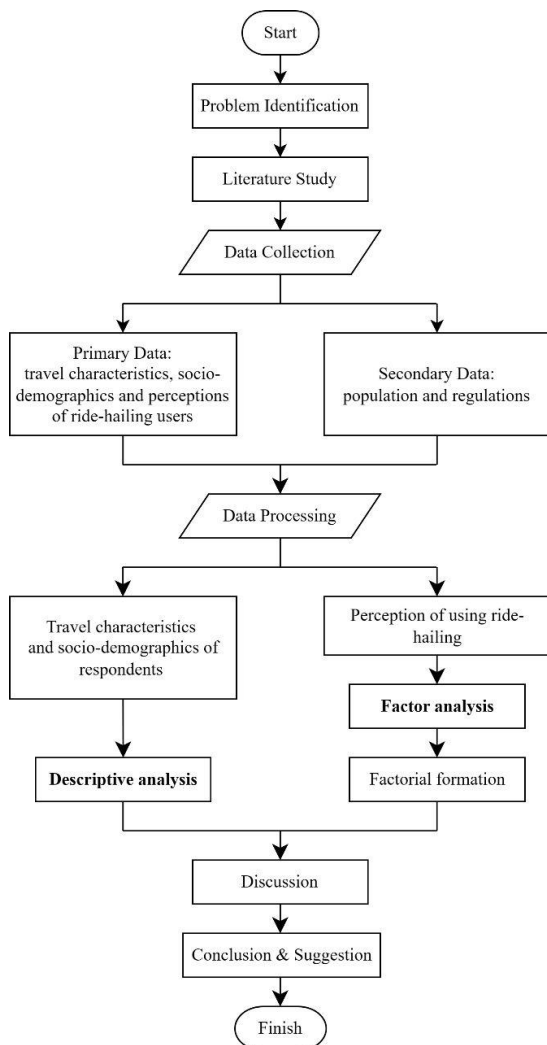 Start
Problem Identification
Literature Study
Data Collection
Primary Data:
travel characteristics, socio-
demographics and perceptions
of ride-hailing users
Secondary Data:
population and regulations
Data Processing
Travel characteristics
and socio-demographics of
respondents
Perception of using ride-
hailing
Factor analysis
Descriptive analysis
Factorial formation
Discussion
Conclusion & Suggestion
Finish